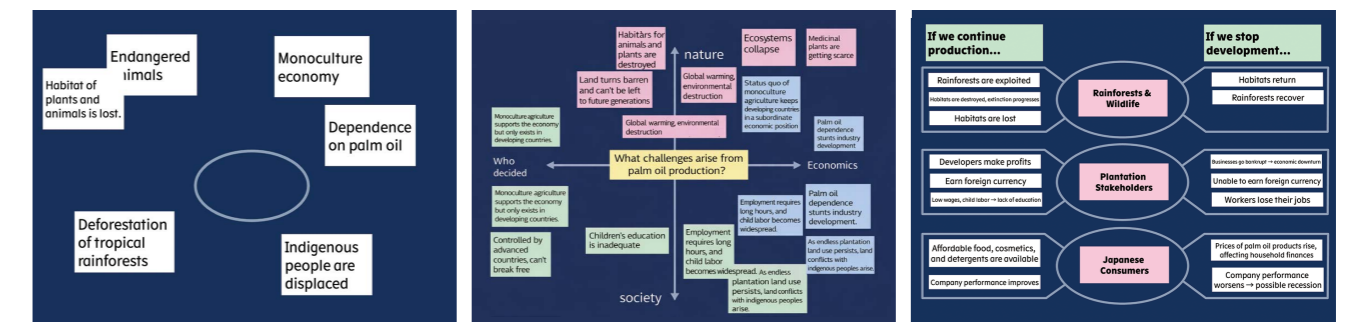 Endangered
animals
Habitat of
plants and
animals is lost.
Monoculture
economy
Dependence
on palm oil
Deforestation
of tropical
rainforests
Indigenous
people are
displaced
Habitats for
animals and
plants are
destroyed
nature
Ecosystems
collapse
Medicinal
plants are
getting scarce
Land turns barren
and can't be left
to future generations
Global warming,
environmental
destruction
Status quo of
monoculture
agriculture keeps
developing countries
in a subordinate
economic position
Monoculture agriculture
supports the economy
but only exists in
developing countries.
Global warming, environmental
destruction
Palm oil
dependence
stunts industry
development
Who
decided
What challenges arise from
palm oil production?
Economics
Monoculture agriculture
supports the economy
but only exists in
developing countries.
Controlled by
advanced
countries, can't
break free
Children's education
is inadequate
Employment
requires long
hours, and
child labor
becomes widespread.
Employment requires
long hours, and
child labor becomes
widespread.
Palm oil
dependence
stunts industry
development.
As endless plantation
land use persists, land
conflicts with
indigenous peoples arise.
As endless
plantation land use
persists, land conflicts
with indigenous peoples
arise.
society
If we continue
production...
If we stop
development...
Rainforests are exploited
Habitats are destroyed, extinction progresses
Habitats are lost
Rainforests &
Wildlife
Habitats return
Rainforests recover
Developers make profits
Earn foreign currency
Low wages, child labor → lack of education
Plantation
Stakeholders
Businesses go bankrupt → economic downturn
Unable to earn foreign currency
Workers lose their jobs
Affordable food, cosmetics,
and detergents are available
Company performance improves
Japanese
Consumers
Prices of palm oil products rise,
affecting household finances
Company performance
worsens → possible recession